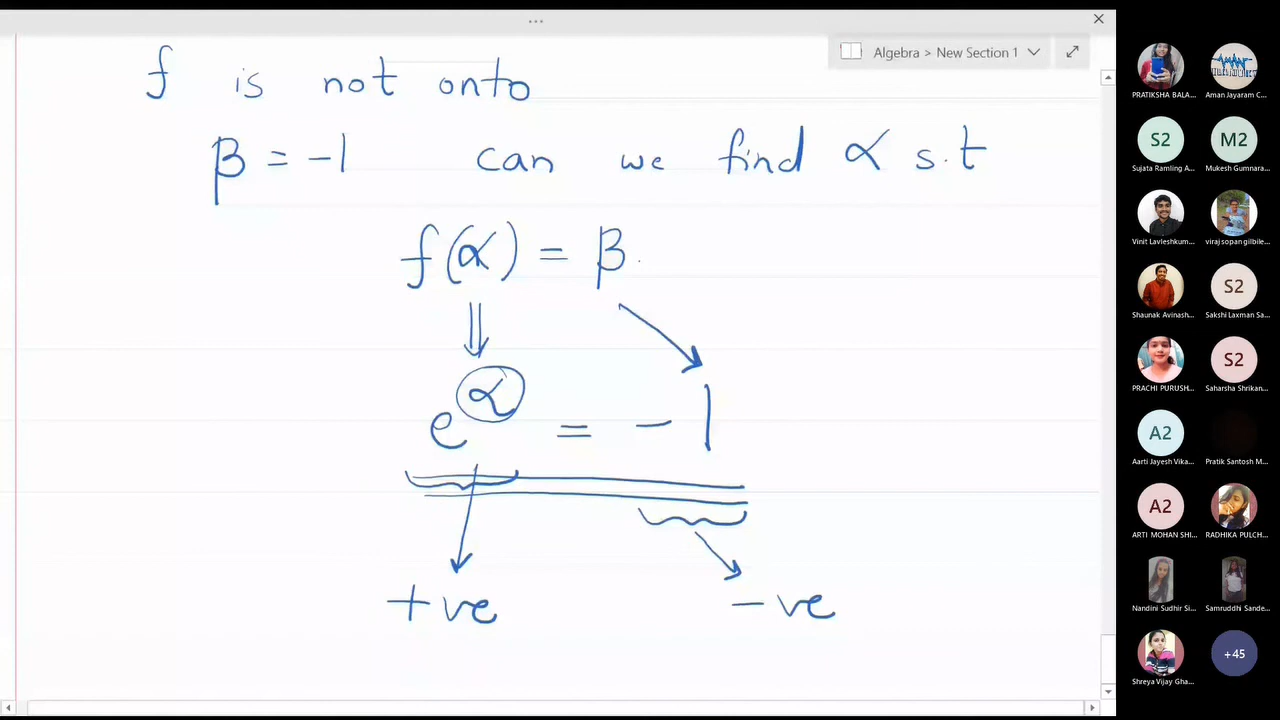 Algebra > New Section 1
f is not onto
β = -1 can we find α s.t
f(α) = β.
⇓ ↘
e^α = -1
+ve -ve
PRATIKSHA BALA... Aman Jayaram C...
S2 M2
Sujata Ramling A... Mukesh Gumnara...
Vinit Lavleshkum... viraj sopan gilbile...
S2
Shaunak Avinash... Sakshi Laxman Sa...
S2
PRACHI PURUSH... Saharsha Shrikan...
A2
Aarti Jayesh Vika... Pratik Santosh M...
A2
ARTI MOHAN SHI... RADHIKA PULCH...
Nandini Sudhir Si... Samruddhi Sande...
+45
Shreya Vijay Gha...